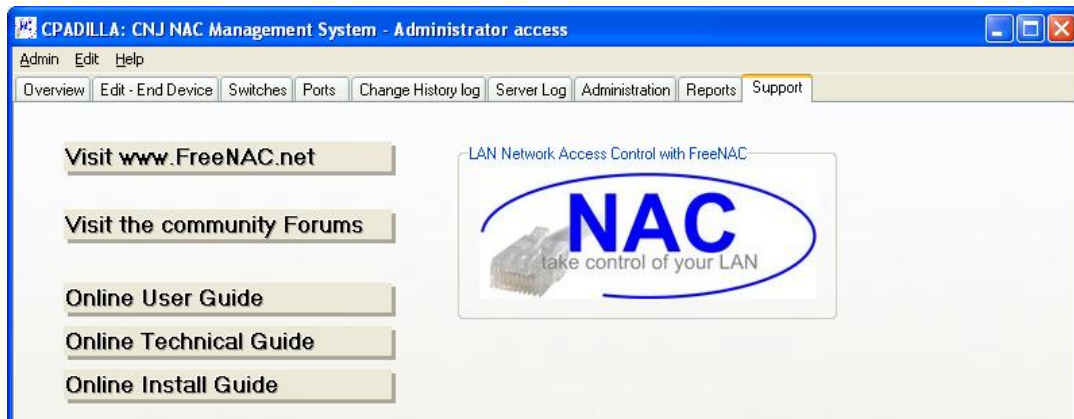 CPADILLA: CNJ NAC Management System - Administrator access
Admin Edit Help
Overview Edit - End Device Switches Ports Change History log Server Log Administration Reports Support
Visit www.FreeNAC.net
Visit the community Forums
Online User Guide
Online Technical Guide
Online Install Guide
LAN Network Access Control with FreeNAC
NAC
take control of your LAN